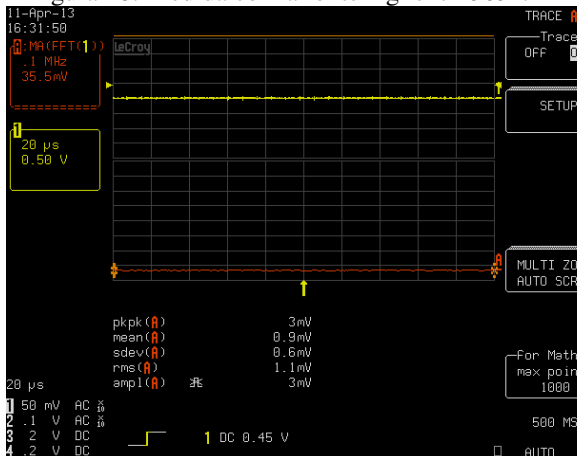 11-Apr-13
16:31:50
A:MA(FFT(1))
.1 MHz
35.5mV
LeCroy
1
20 µs
0.50 V
A
pkpk(A) 3mV
mean(A) 0.9mV
sdev(A) 0.6mV
rms(A) 1.1mV
ampl(A) 3mV
20 µs
1 50 mV AC X10
2 .1 V AC X10
3 2 V DC
4 .2 V DC
1 DC 0.45 V
TRACE A
Trace
OFF
SETUP
MULTI ZO
AUTO SCR
For Math
max poin
1000
500 MS
AUTO